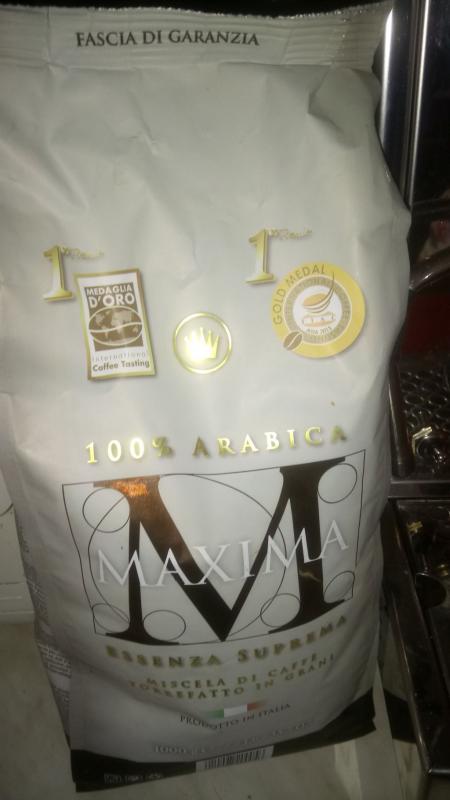 FASCIA DI GARANZIA
1
1
MEDAGLIA
D'ORO
International
Coffee Tasting
GOLD MEDAL
100% ARABICA
M
MAXIMA
ESSENZA SUPREMA
MISCELA DI CAFFÈ
TORREFATTO IN GRANI
PRODOTTO IN ITALIA